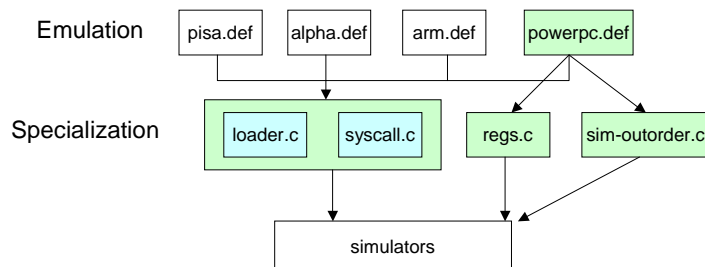 Emulation
pisa.def
alpha.def
arm.def
powerpc.def
Specialization
loader.c
syscall.c
regs.c
sim-outorder.c
simulators